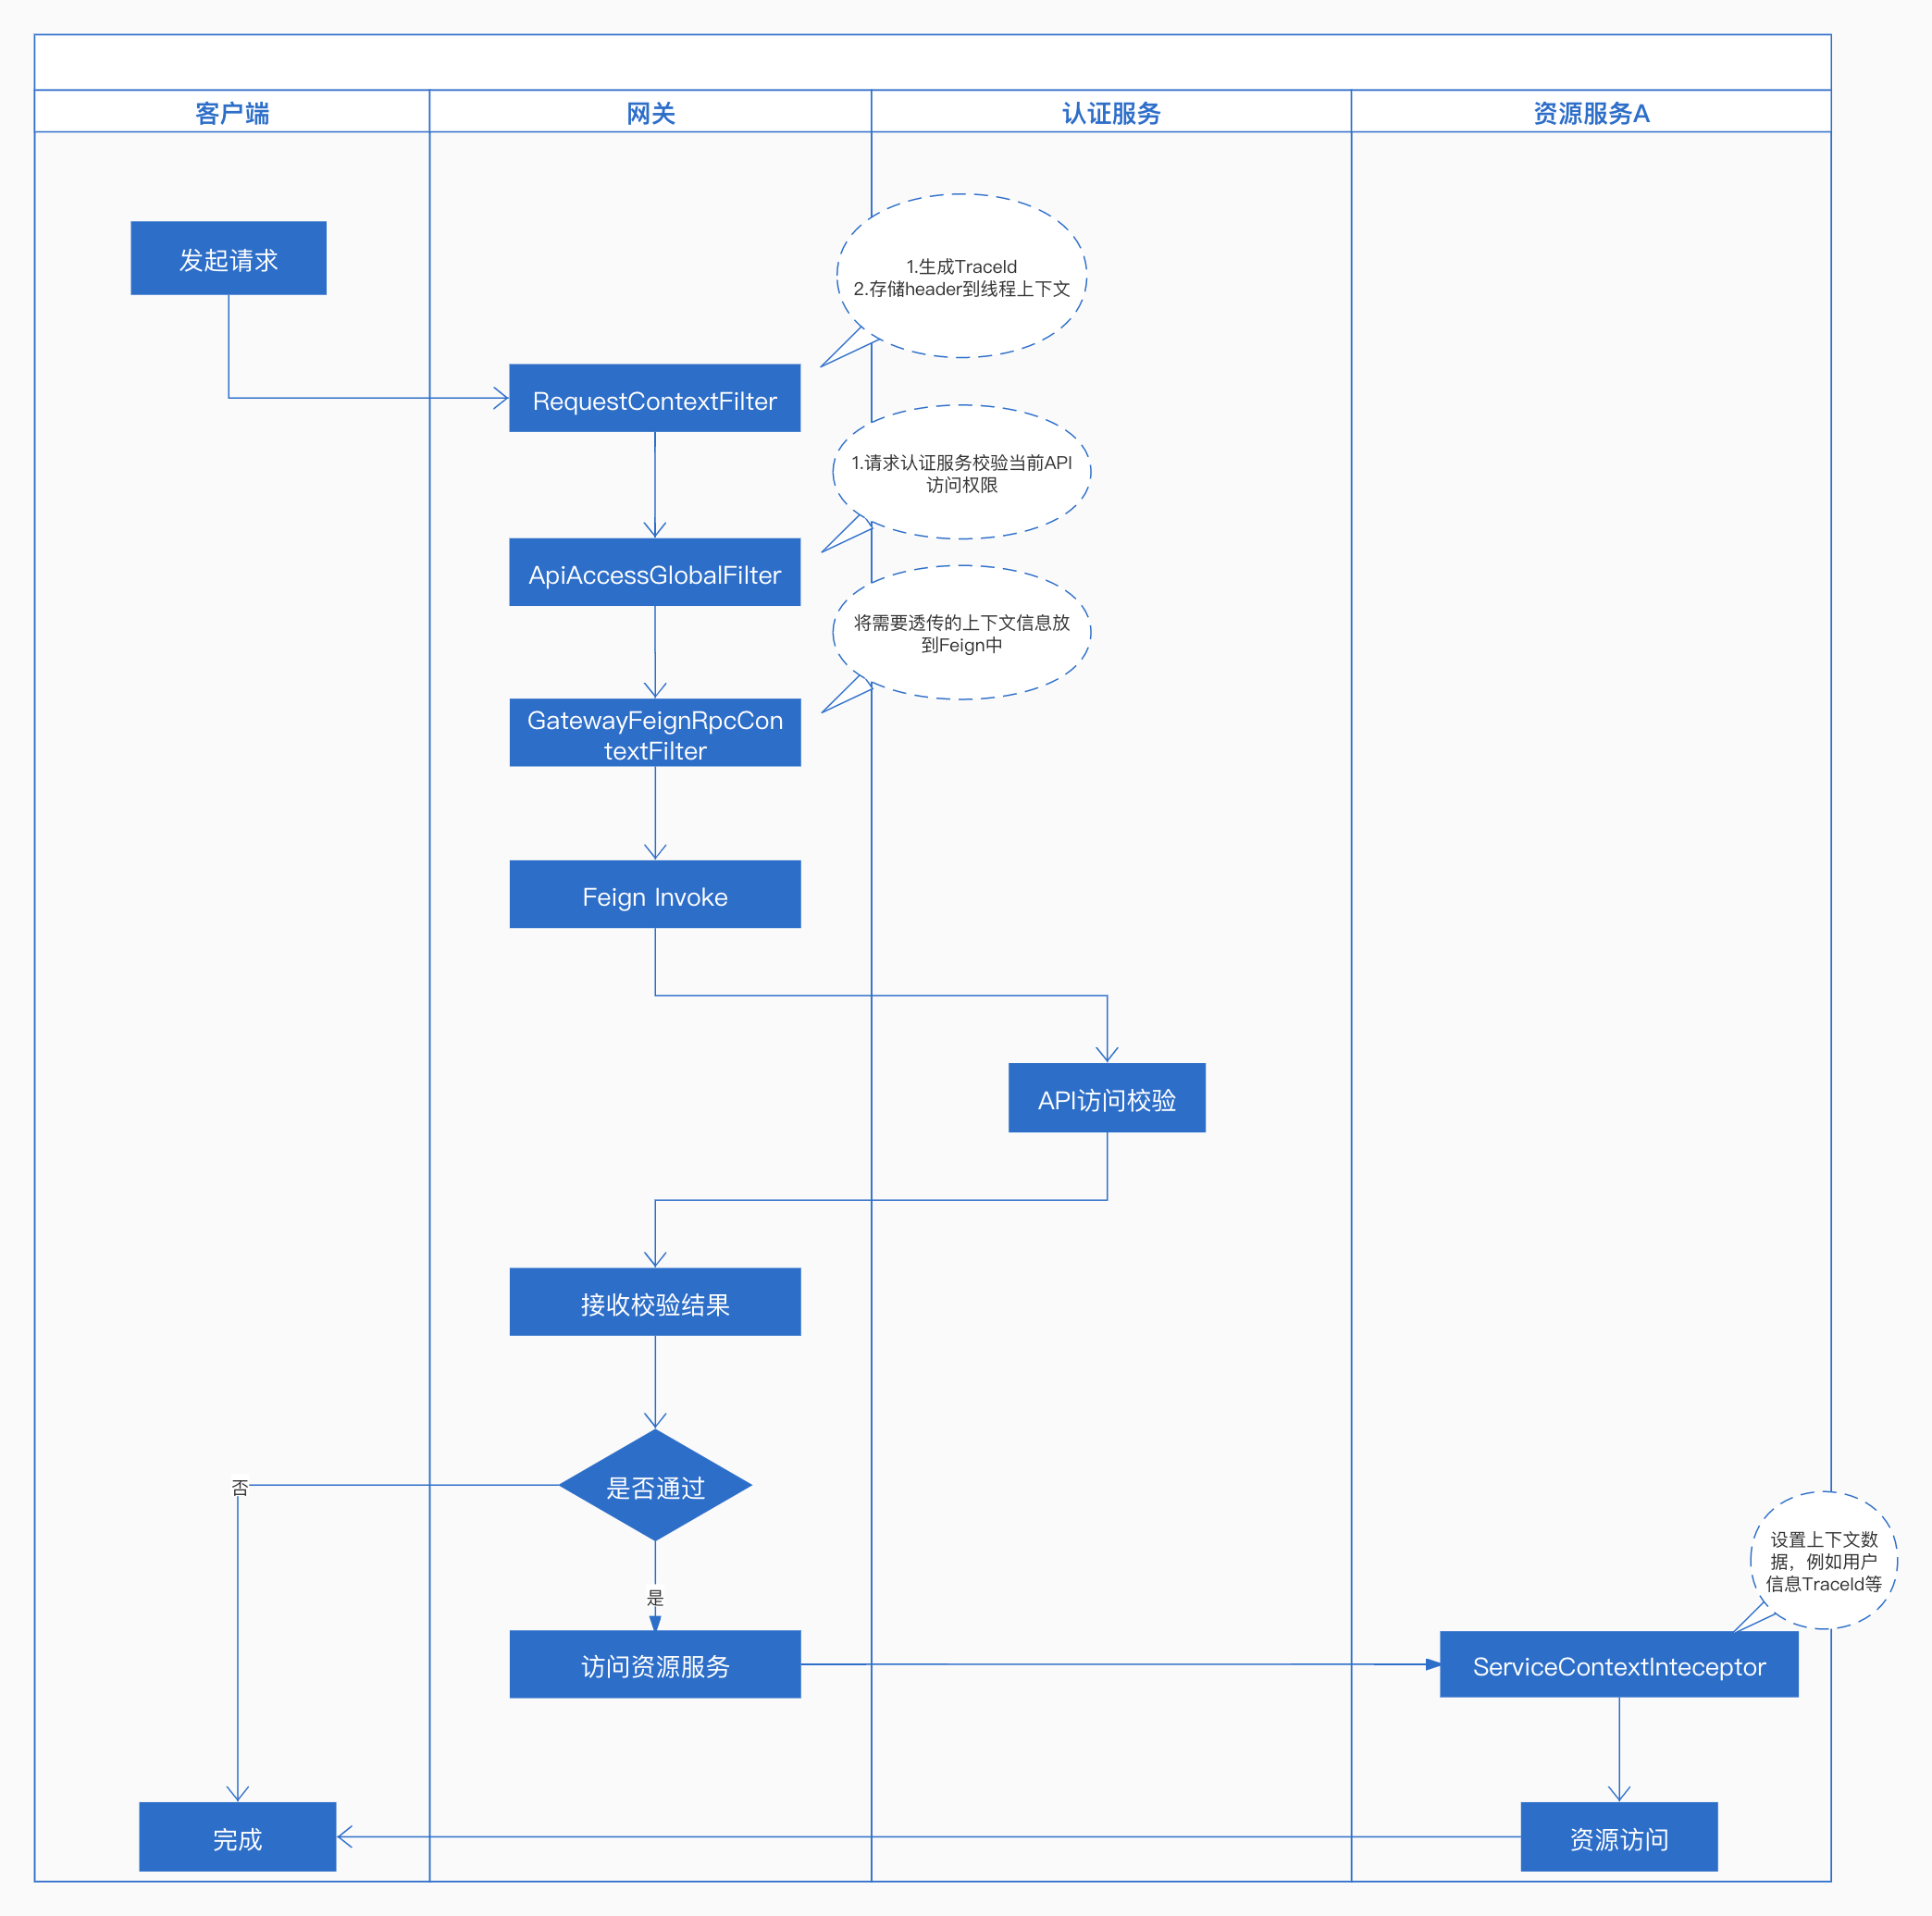 客户端
网关
认证服务
资源服务A
发起请求
1.生成TraceId
2.存储header到线程上下文
RequestContextFilter
1.请求认证服务校验当前API
访问权限
ApiAccessGlobalFilter
将需要透传的上下文信息放
到Feign中
GatewayFeignRpcCon
textFilter
Feign Invoke
API访问校验
接收校验结果
是否通过
否
设置上下文数
据，例如用户
信息TraceId等
是
访问资源服务
ServiceContextInteceptor
完成
资源访问